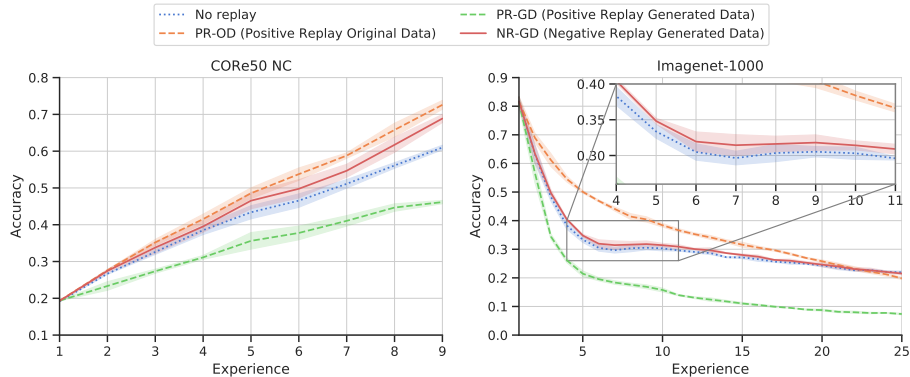 No replay
PR-OD (Positive Replay Original Data)
PR-GD (Positive Replay Generated Data)
NR-GD (Negative Replay Generated Data)
CORe50 NC
0.8
0.7
0.6
0.5
0.4
0.3
0.2
0.1
Accuracy
1 2 3 4 5 6 7 8 9
Experience
Imagenet-1000
0.9
0.8
0.7
0.6
0.5
0.4
0.3
0.2
0.1
0.0
Accuracy
5 10 15 20 25
Experience
0.40
0.35
0.30
4 5 6 7 8 9 10 11